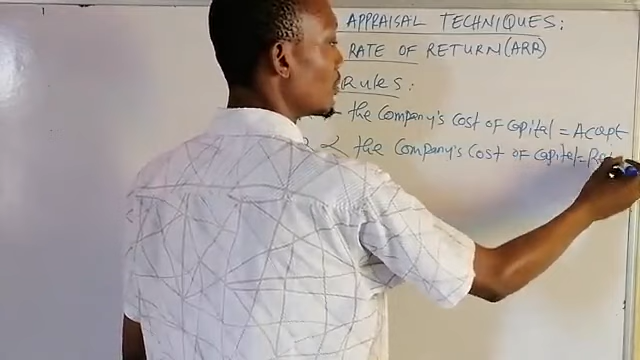 APPRAISAL TECHNIQUES:
RATE OF RETURN (ARR)
RULES:
the Company's Cost of Capital = Accept
< the Company's Cost of Capital =